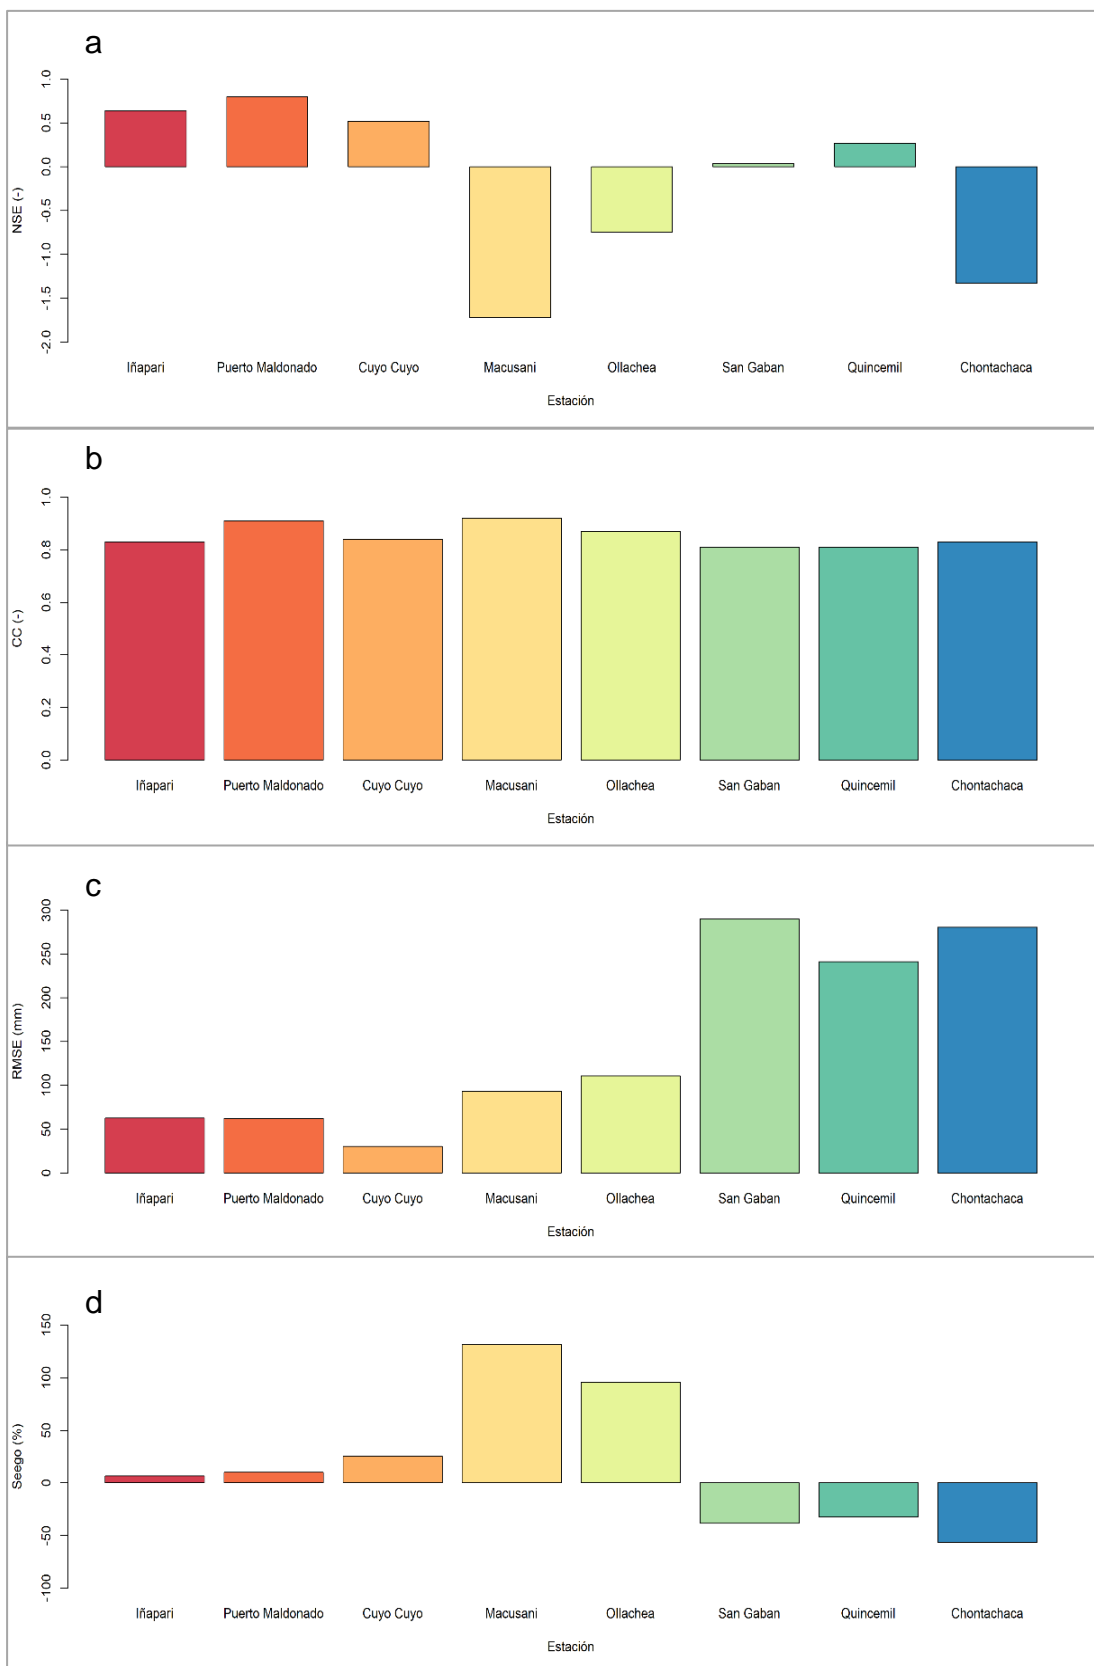 a
NSE (-)
1.0
0.5
0.0
-0.5
-1.0
-1.5
-2.0
Iñapari Puerto Maldonado Cuyo Cuyo Macusani Ollachea San Gaban Quincemil Chontachaca
Estación
b
CC (-)
1.0
0.8
0.6
0.4
0.2
0.0
Iñapari Puerto Maldonado Cuyo Cuyo Macusani Ollachea San Gaban Quincemil Chontachaca
Estación
c
RMSE (mm)
300
250
200
150
100
50
0
Iñapari Puerto Maldonado Cuyo Cuyo Macusani Ollachea San Gaban Quincemil Chontachaca
Estación
d
Seego (%)
150
100
50
0
-50
-100
Iñapari Puerto Maldonado Cuyo Cuyo Macusani Ollachea San Gaban Quincemil Chontachaca
Estación